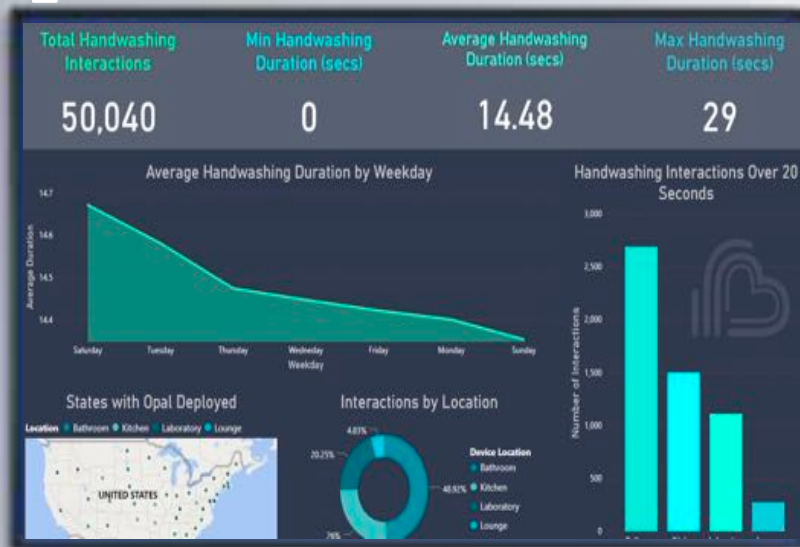 Total Handwashing
Interactions
50,040
Min Handwashing
Duration (secs)
0
Average Handwashing
Duration (secs)
14.48
Max Handwashing
Duration (secs)
29
Average Handwashing Duration by Weekday
Average Duration
14.7
14.6
14.5
14.4
Saturday Tuesday Thursday Wednesday Friday Monday Sunday
Weekday
Handwashing Interactions Over 20
Seconds
Number of Interactions
3,000
2,500
2,000
1,500
1,000
500
0
States with Opal Deployed
Location Bathroom Kitchen Laboratory Lounge
UNITED STATES
Interactions by Location
4.83%
20.25%
48.92%
Device Location
Bathroom
Kitchen
Laboratory
Lounge